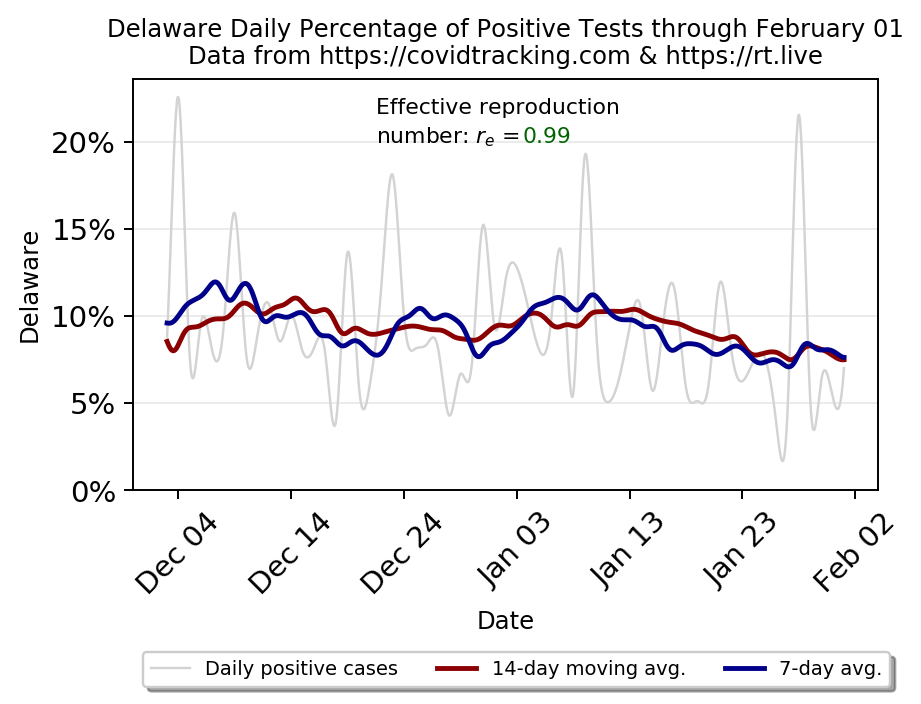 Delaware Daily Percentage of Positive Tests through February 01
Data from https://covidtracking.com & https://rt.live
Effective reproduction
number: rₑ =0.99
20%
15%
10%
5%
0%
Delaware
Dec 04
Dec 14
Dec 24
Jan 03
Jan 13
Jan 23
Feb 02
Date
Daily positive cases
14-day moving avg.
7-day avg.